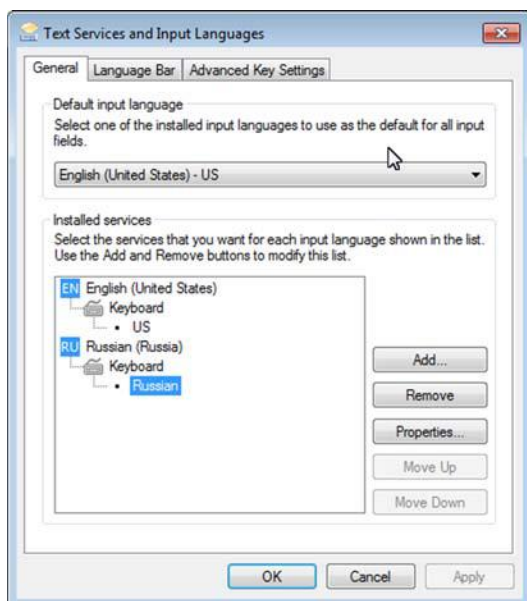 Text Services and Input Languages
General
Language Bar
Advanced Key Settings
Default input language
Select one of the installed input languages to use as the default for all input
fields.
English (United States) - US
Installed services
Select the services that you want for each input language shown in the list.
Use the Add and Remove buttons to modify this list.
EN English (United States)
Keyboard
US
RU Russian (Russia)
Keyboard
Russian
Add...
Remove
Properties...
Move Up
Move Down
OK
Cancel
Apply